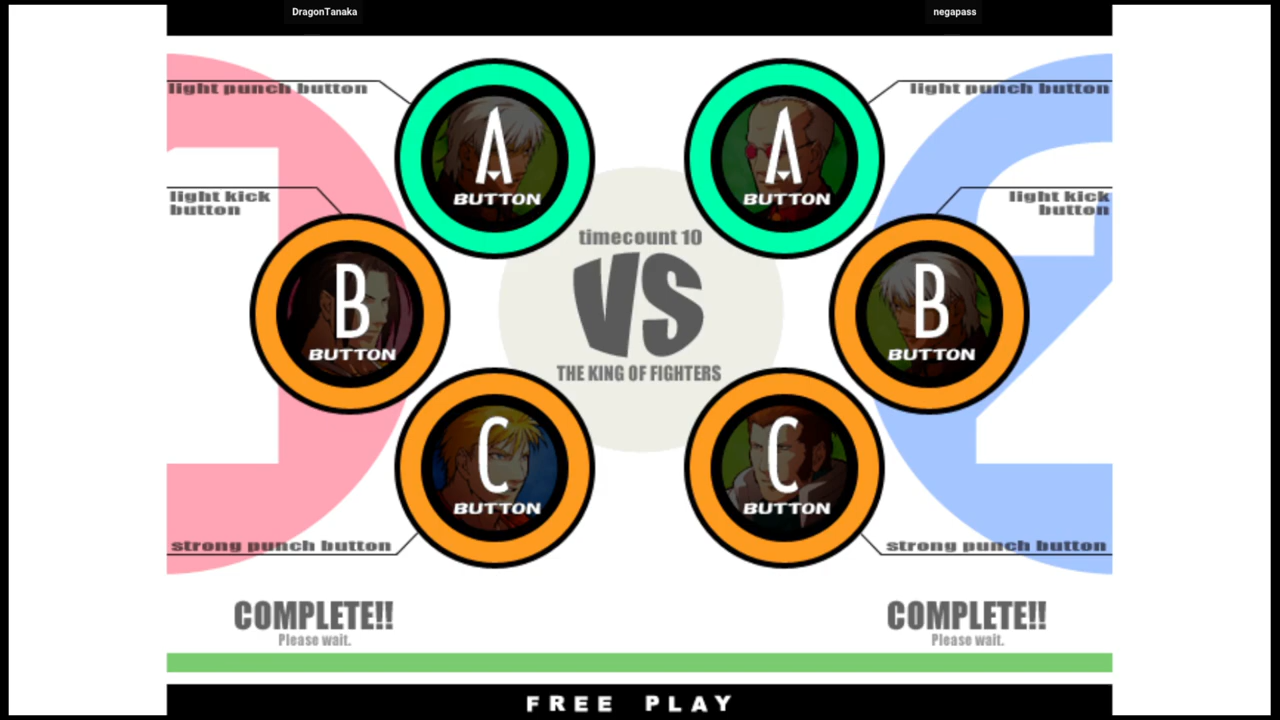 DragonTanaka
negapass
light punch button
light punch button
A
BUTTON
A
BUTTON
light kick
button
light kick
button
timecount 10
VS
THE KING OF FIGHTERS
B
BUTTON
B
BUTTON
C
BUTTON
C
BUTTON
strong punch button
strong punch button
COMPLETE!!
Please wait.
COMPLETE!!
Please wait.
FREE PLAY